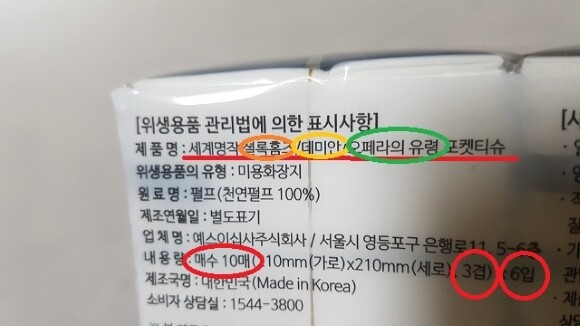 [위생용품 관리법에 의한 표시사항]
제 품 명 : 세계명작 셜록홈즈/데미안/오페라의 유령 포켓티슈
위생용품의 유형 : 미용화장지
원 료 명 : 펄프(천연펄프 100%)
제조연월일 : 별도표기
업 체 명 : 예스이십사주식회사 / 서울시 영등포구 은행로11, 5~6층
내 용 량 : 매수 10매( 210mm(가로)x210mm(세로), 3겹) x 6입
제조국명 : 대한민국(Made in Korea)
소비자 상담실 : 1544-3800